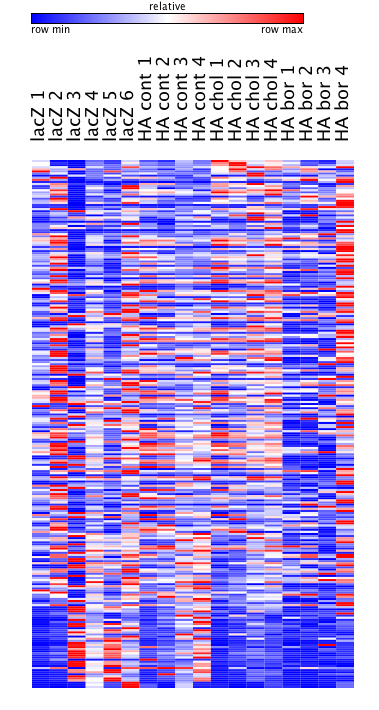 relative
row min row max
lacZ 1
lacZ 2
lacZ 3
lacZ 4
lacZ 5
lacZ 6
HA cont 1
HA cont 2
HA cont 3
HA cont 4
HA chol 1
HA chol 2
HA chol 3
HA chol 4
HA bor 1
HA bor 2
HA bor 3
HA bor 4